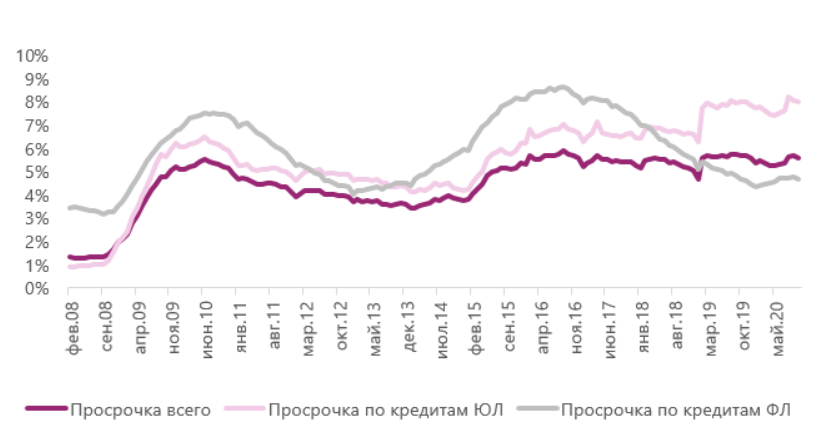 10%
9%
8%
7%
6%
5%
4%
3%
2%
1%
0%
фев.08
сен.08
апр.09
ноя.09
июн.10
янв.11
авг.11
мар.12
окт.12
май.13
дек.13
июл.14
фев.15
сен.15
апр.16
ноя.16
июн.17
янв.18
авг.18
мар.19
окт.19
май.20
Просрочка всего Просрочка по кредитам ЮЛ Просрочка по кредитам ФЛ